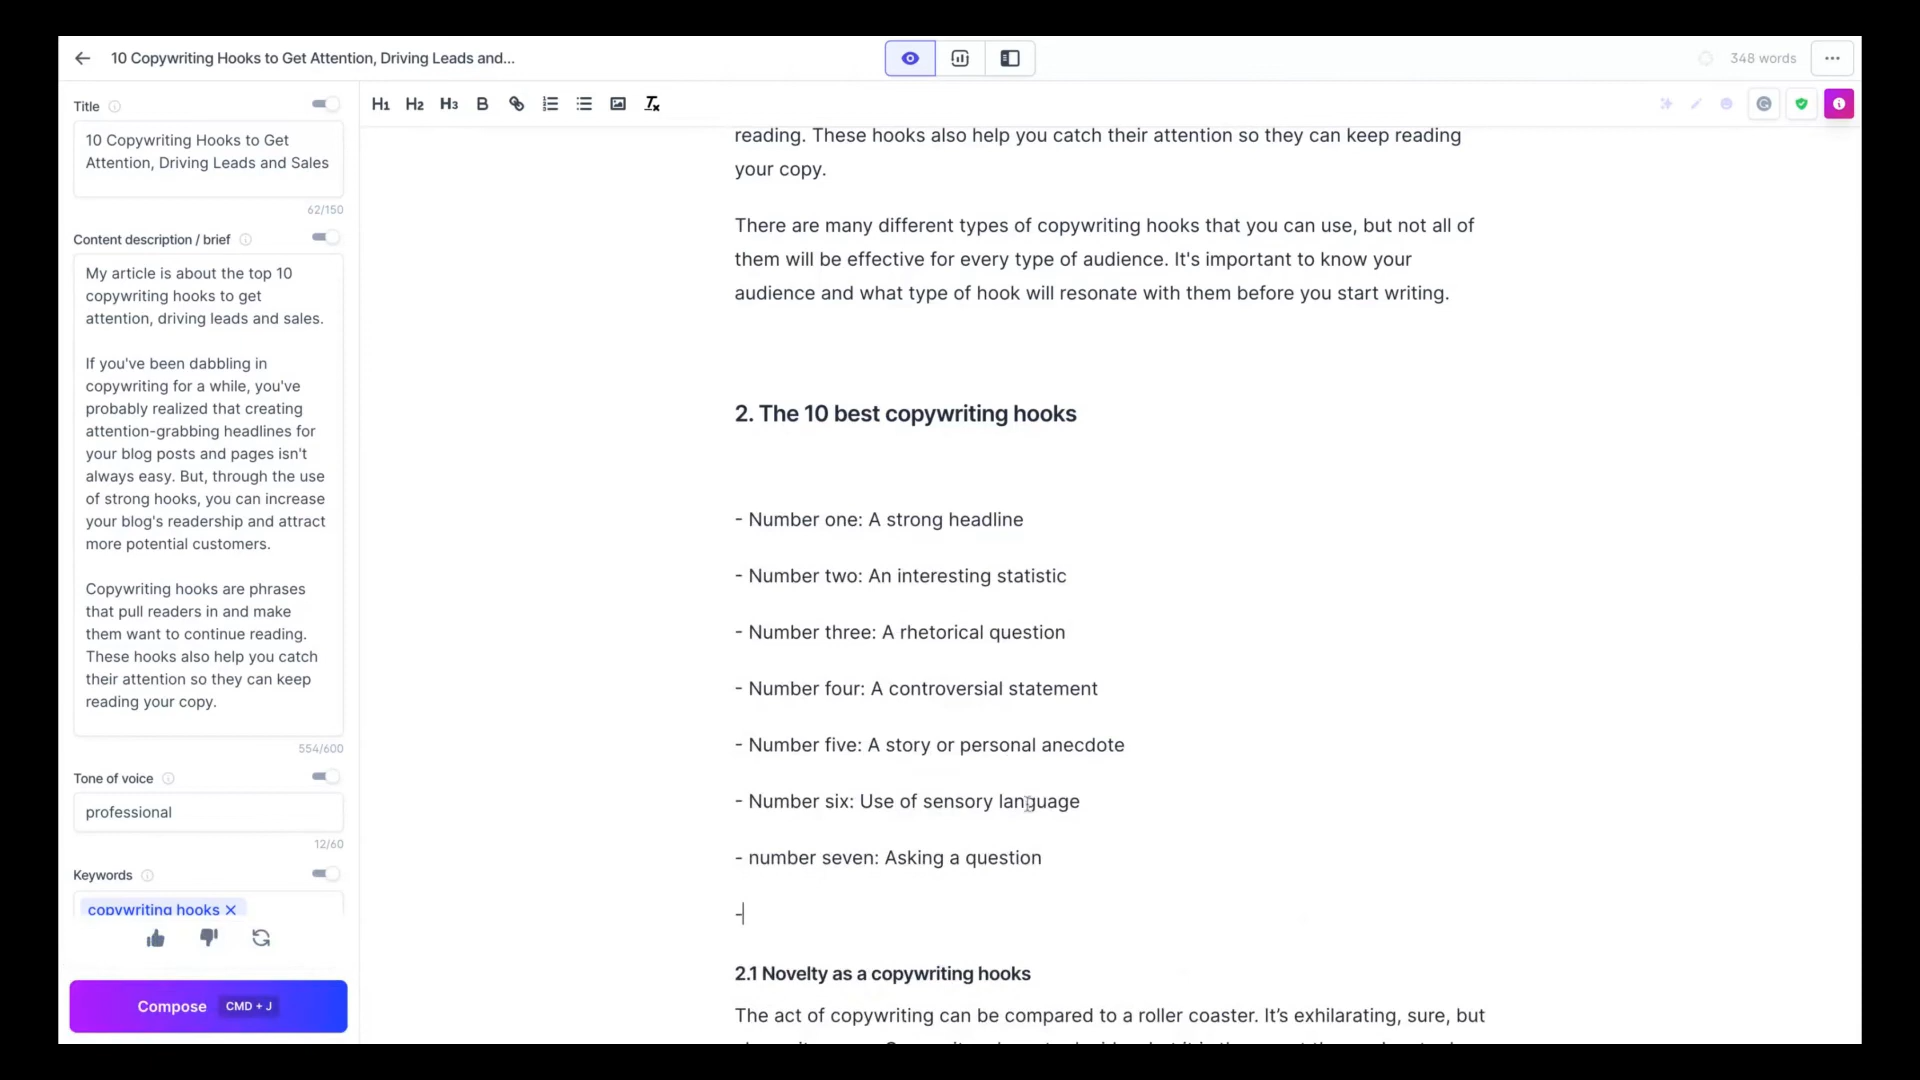 10 Copywriting Hooks to Get Attention, Driving Leads and...
348 words
Title
10 Copywriting Hooks to Get
Attention, Driving Leads and Sales
62/150
Content description / brief
My article is about the top 10
copywriting hooks to get
attention, driving leads and sales.
If you've been dabbling in
copywriting for a while, you've
probably realized that creating
attention-grabbing headlines for
your blog posts and pages isn't
always easy. But, through the use
of strong hooks, you can increase
your blog's readership and attract
more potential customers.
Copywriting hooks are phrases
that pull readers in and make
them want to continue reading.
These hooks also help you catch
their attention so they can keep
reading your copy.
554/600
Tone of voice
professional
12/60
Keywords
copywriting hooks
Compose CMD + J
H1 H2 H3 B
reading. These hooks also help you catch their attention so they can keep reading
your copy.
There are many different types of copywriting hooks that you can use, but not all of
them will be effective for every type of audience. It's important to know your
audience and what type of hook will resonate with them before you start writing.
2. The 10 best copywriting hooks
- Number one: A strong headline
- Number two: An interesting statistic
- Number three: A rhetorical question
- Number four: A controversial statement
- Number five: A story or personal anecdote
- Number six: Use of sensory language
- number seven: Asking a question
-
2.1 Novelty as a copywriting hooks
The act of copywriting can be compared to a roller coaster. It’s exhilarating, sure, but